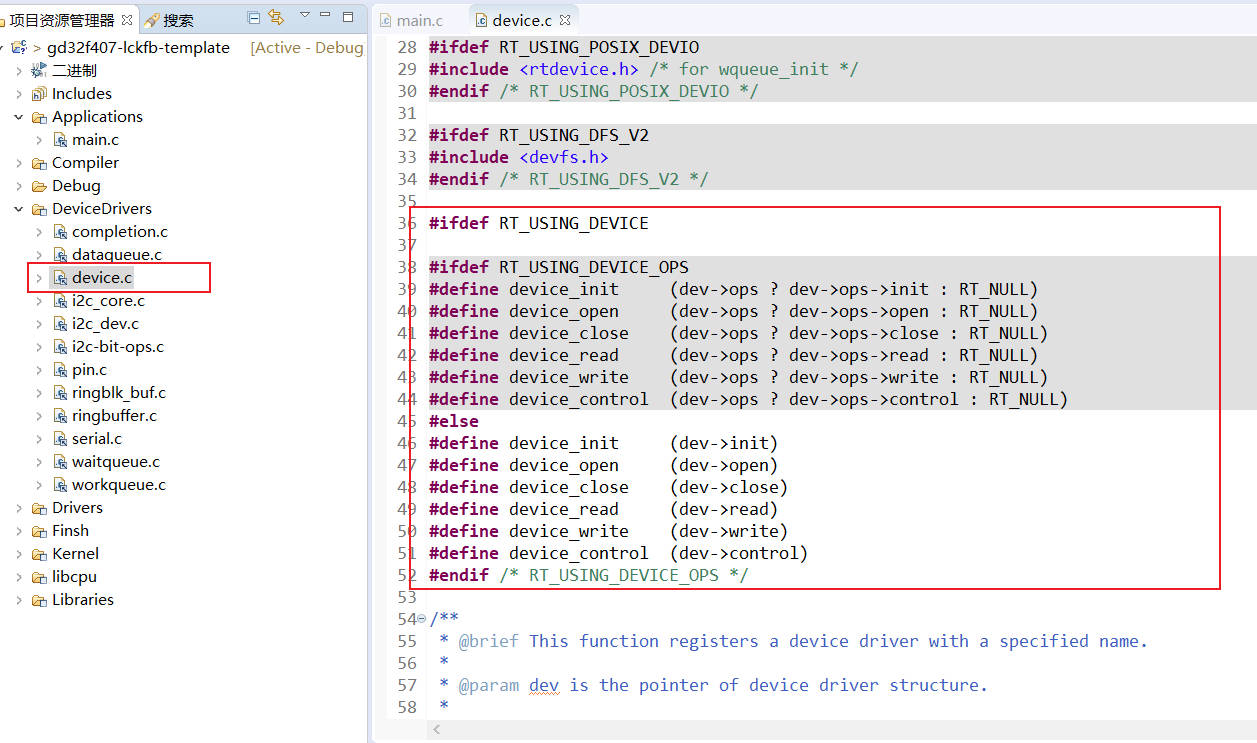 项目资源管理器 搜索
gd32f407-lckfb-template [Active - Debug
二进制
Includes
Applications
main.c
Compiler
Debug
DeviceDrivers
completion.c
dataqueue.c
device.c
i2c_core.c
i2c_dev.c
i2c-bit-ops.c
pin.c
ringblk_buf.c
ringbuffer.c
serial.c
waitqueue.c
workqueue.c
Drivers
Finsh
Kernel
libcpu
Libraries
main.c device.c
28 #ifdef RT_USING_POSIX_DEVIO
29 #include <rtdevice.h> /* for wqueue_init */
30 #endif /* RT_USING_POSIX_DEVIO */
31
32 #ifdef RT_USING_DFS_V2
33 #include <devfs.h>
34 #endif /* RT_USING_DFS_V2 */
35
36 #ifdef RT_USING_DEVICE
37
38 #ifdef RT_USING_DEVICE_OPS
39 #define device_init     (dev->ops ? dev->ops->init : RT_NULL)
40 #define device_open     (dev->ops ? dev->ops->open : RT_NULL)
41 #define device_close    (dev->ops ? dev->ops->close : RT_NULL)
42 #define device_read     (dev->ops ? dev->ops->read : RT_NULL)
43 #define device_write    (dev->ops ? dev->ops->write : RT_NULL)
44 #define device_control  (dev->ops ? dev->ops->control : RT_NULL)
45 #else
46 #define device_init     (dev->init)
47 #define device_open     (dev->open)
48 #define device_close    (dev->close)
49 #define device_read     (dev->read)
50 #define device_write    (dev->write)
51 #define device_control  (dev->control)
52 #endif /* RT_USING_DEVICE_OPS */
53
54 /**
55  * @brief This function registers a device driver with a specified name.
56  *
57  * @param dev is the pointer of device driver structure.
58  *